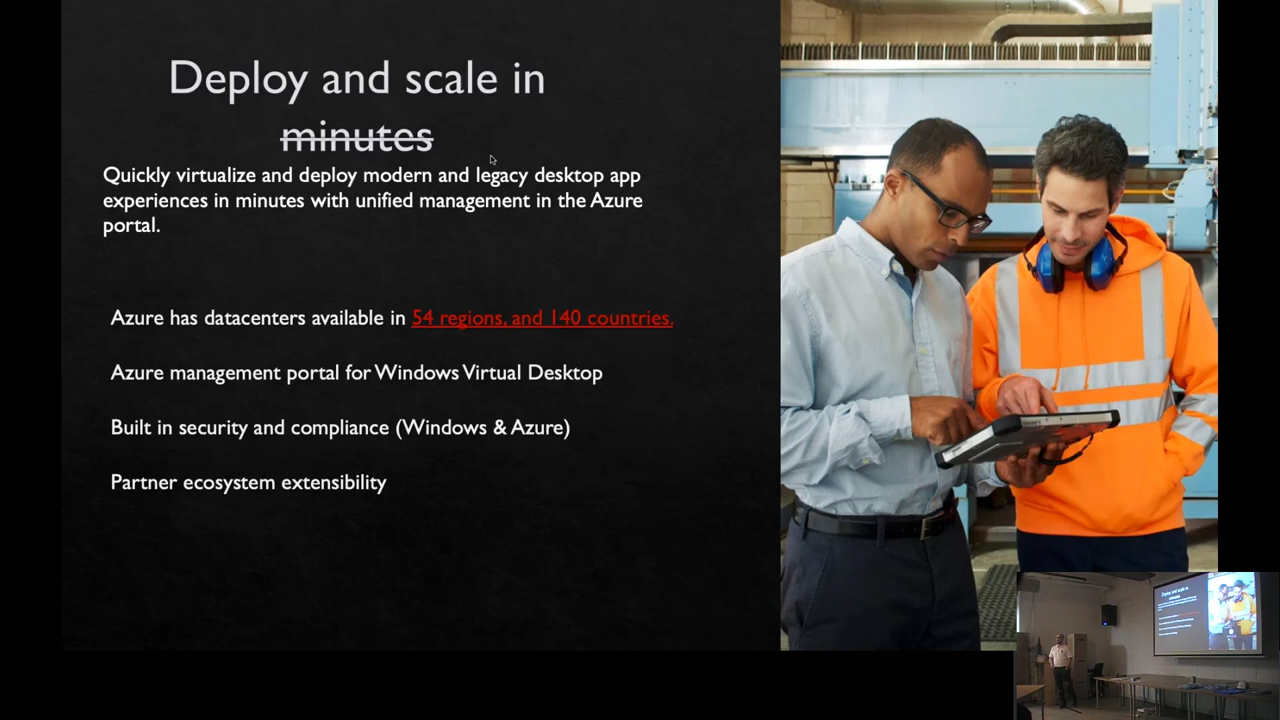 Deploy and scale in
minutes
Quickly virtualize and deploy modern and legacy desktop app
experiences in minutes with unified management in the Azure
portal.
Azure has datacenters available in 54 regions, and 140 countries.
Azure management portal for Windows Virtual Desktop
Built in security and compliance (Windows & Azure)
Partner ecosystem extensibility